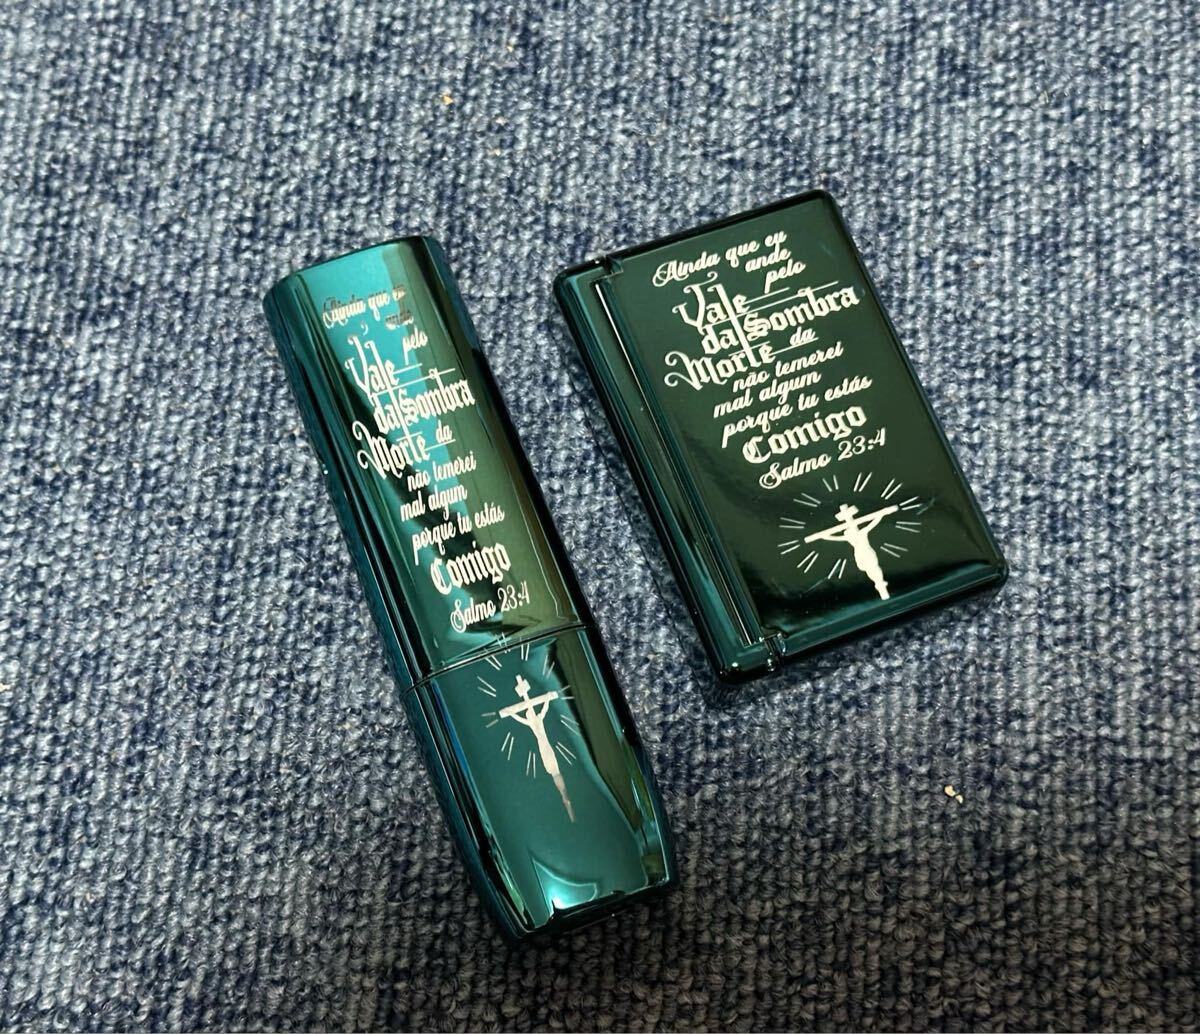 Ainda que eu
ande
pelo
Vale
da Sombra
Morte da
não temerei
mal algum
porque tu estás
Comigo
Salmo 23:4
Ainda que eu
ande
pelo
Vale
da Sombra
Morte da
não temerei
mal algum
porque tu estás
Comigo
Salmo 23:4